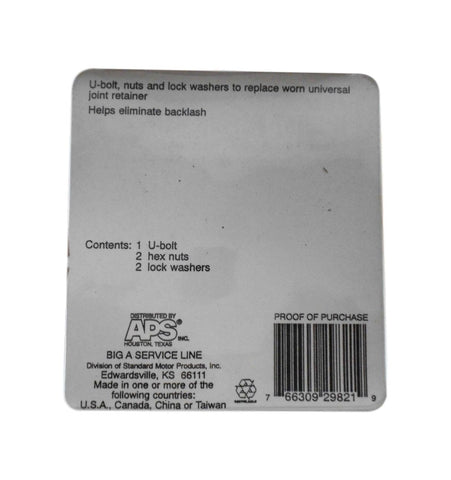 U-bolt, nuts and lock washers to replace worn universal
joint retainer
Helps eliminate backlash
Contents: 1 U-bolt
2 hex nuts
2 lock washers
DISTRIBUTED BY
APS® INC.
HOUSTON, TEXAS
BIG A SERVICE LINE
Division of Standard Motor Products, Inc.
Edwardsville, KS 66111
Made in one or more of the
following countries:
U.S.A., Canada, China or Taiwan
PROOF OF PURCHASE
7 66309 29821 9